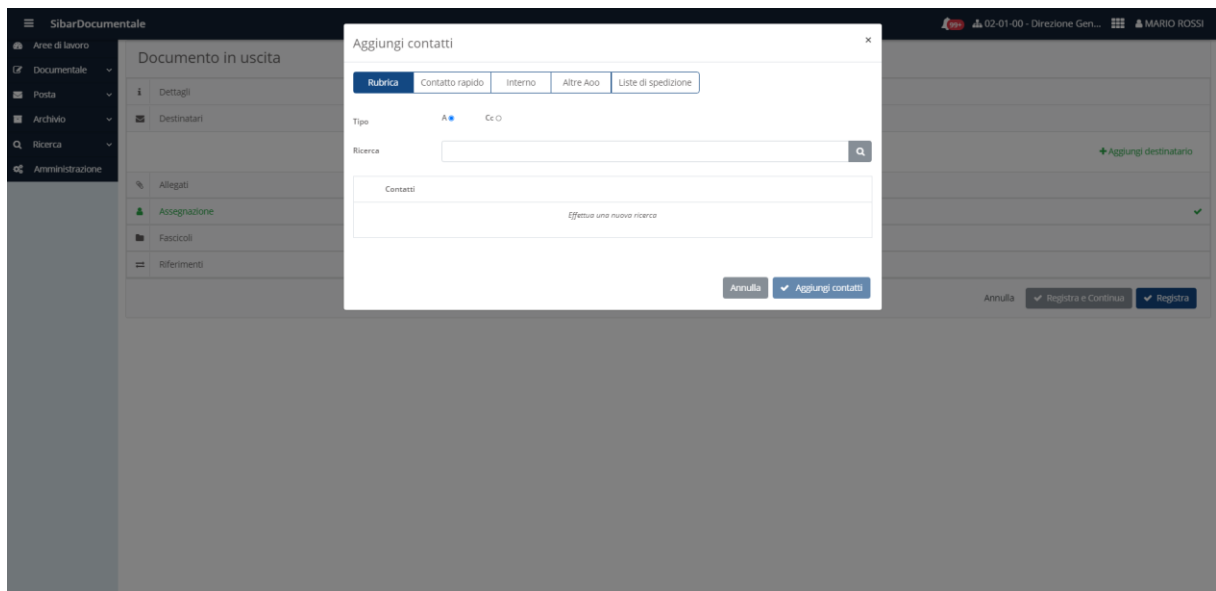 SibarDocumentale
99+ 02-01-00 - Direzione Gen... MARIO ROSSI
Aree di lavoro
Documentale
Posta
Archivio
Ricerca
Amministrazione
Documento in uscita
Dettagli
Destinatari
+Aggiungi destinatario
Allegati
Assegnazione
Fascicoli
Riferimenti
Annulla Registra e Continua Registra
Aggiungi contatti ×
Rubrica Contatto rapido Interno Altre Aoo Liste di spedizione
Tipo A Cc
Ricerca
Contatti
Effettua una nuova ricerca
Annulla Aggiungi contatti